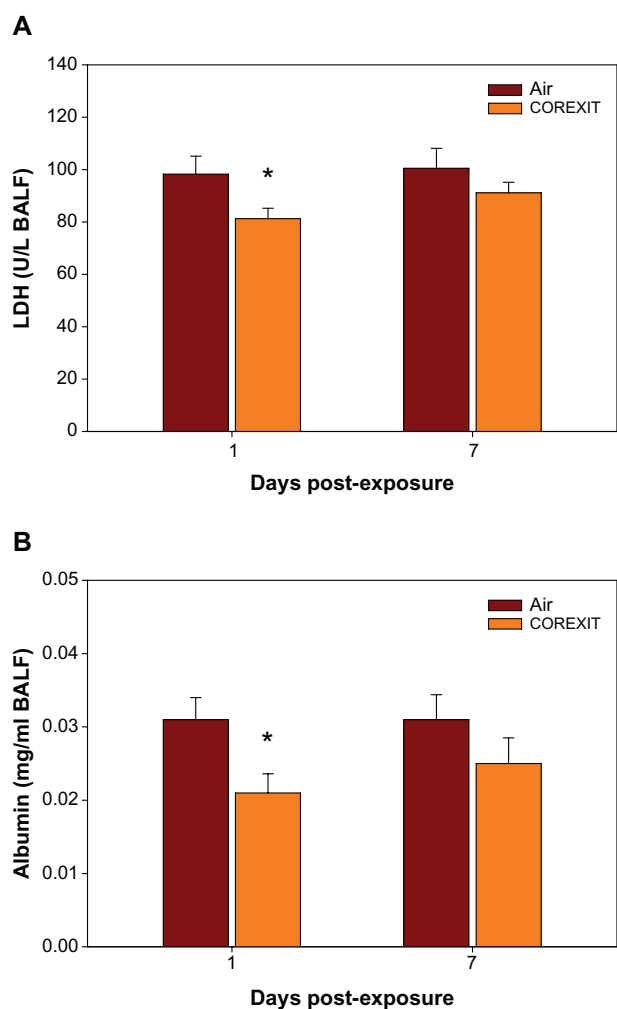 A
140
120
100
80
60
40
20
0
LDH (U/L BALF)
Air
COREXIT
*
1
7
Days post-exposure
B
0.05
0.04
0.03
0.02
0.01
0.00
Albumin (mg/ml BALF)
Air
COREXIT
*
1
7
Days post-exposure